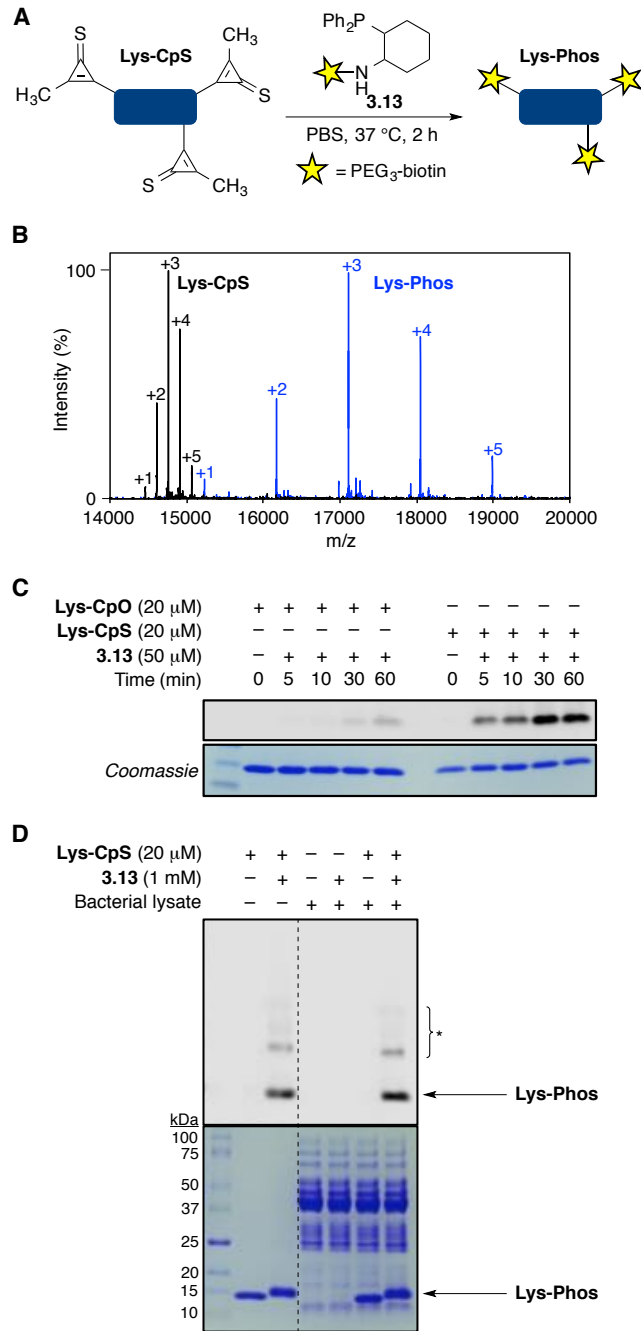 A
S
Lys-CpS
CH3
H3C
S
S
CH3
Ph2P
N
H
3.13
PBS, 37 °C, 2 h
= PEG3-biotin
Lys-Phos
B
100
0
Intensity (%)
+3
Lys-CpS
+4
+2
+5
+1
+3
Lys-Phos
+4
+2
+5
+1
14000 15000 16000 17000 18000 19000 20000
m/z
C
Lys-CpO (20 μM) + + + + + – – – – –
Lys-CpS (20 μM) – – – – – + + + + +
3.13 (50 μM) – + + + + – + + + +
Time (min) 0 5 10 30 60 0 5 10 30 60
Coomassie
D
Lys-CpS (20 μM) + + – – + +
3.13 (1 mM) – + – + – +
Bacterial lysate – – + + + +
*
Lys-Phos
kDa
100
75
50
37
25
20
15
10
Lys-Phos